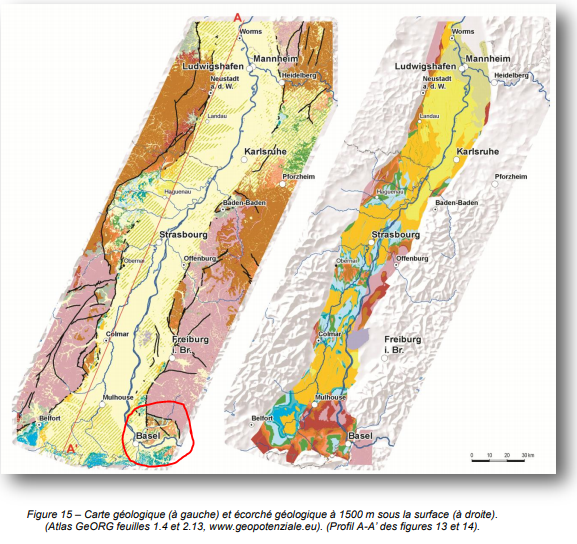 A
Worms
Ludwigshafen
Mannheim
Neustadt
a. d. W.
Heidelberg
Landau
Karlsruhe
Pforzheim
Haguenau
Baden-Baden
Strasbourg
Obernai
Offenburg
Colmar
Freiburg
i. Br.
Mulhouse
Belfort
Basel
A'
Worms
Ludwigshafen
Mannheim
Neustadt
a. d. W.
Heidelberg
Landau
Karlsruhe
Pforzheim
Haguenau
Baden-Baden
Strasbourg
Obernai
Offenburg
Colmar
Freiburg
i. Br.
Mulhouse
Belfort
Basel
0 10 20 30 km
Figure 15 – Carte géologique (à gauche) et écorché géologique à 1500 m sous la surface (à droite).
(Atlas GeORG feuilles 1.4 et 2.13, www.geopotenziale.eu). (Profil A-A’ des figures 13 et 14).